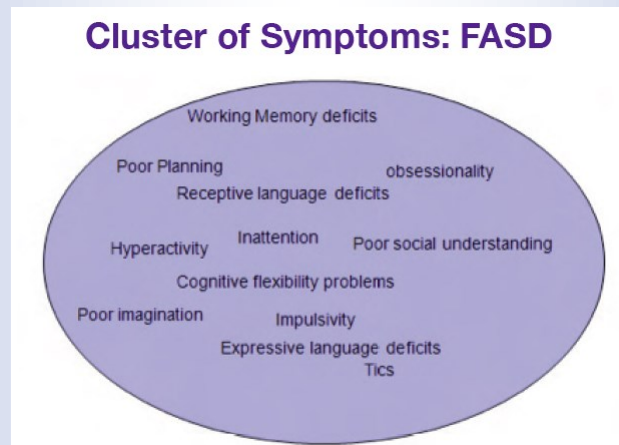 Cluster of Symptoms: FASD
Working Memory deficits
Poor Planning
obsessionality
Receptive language deficits
Inattention
Hyperactivity
Poor social understanding
Cognitive flexibility problems
Poor imagination
Impulsivity
Expressive language deficits
Tics